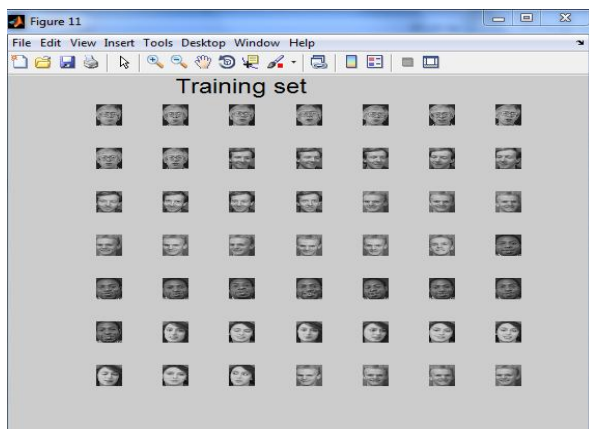 Figure 11
File Edit View Insert Tools Desktop Window Help
Training set